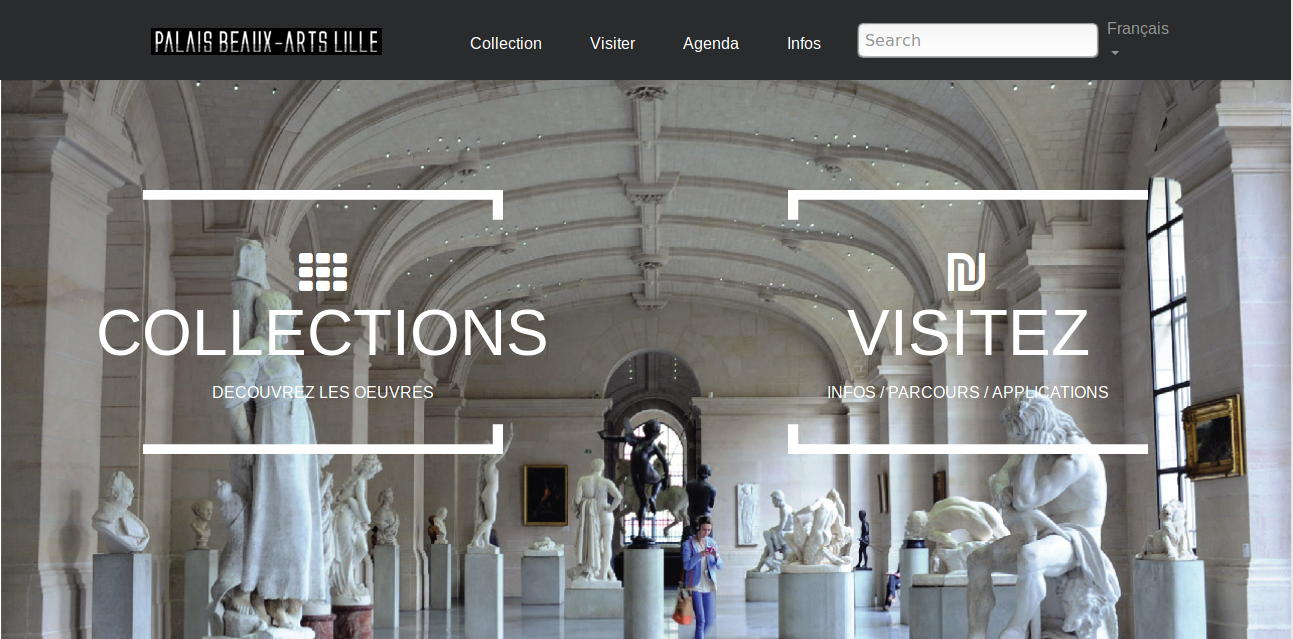 PALAIS BEAUX-ARTS LILLE
Collection
Visiter
Agenda
Infos
Search
Français
COLLECTIONS
DECOUVREZ LES OEUVRES
VISITEZ
INFOS / PARCOURS / APPLICATIONS